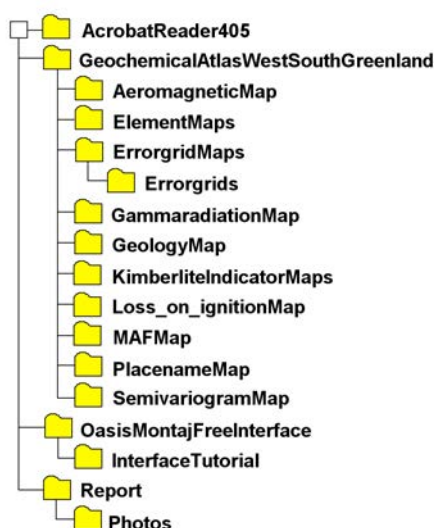 AcrobatReader405
GeochemicalAtlasWestSouthGreenland
AeromagneticMap
ElementMaps
ErrorgridMaps
Errorgrids
GammaradiationMap
GeologyMap
KimberliteIndicatorMaps
Loss_on_ignitionMap
MAFMap
PlacenameMap
SemivariogramMap
OasisMontajFreeInterface
InterfaceTutorial
Report
Photos